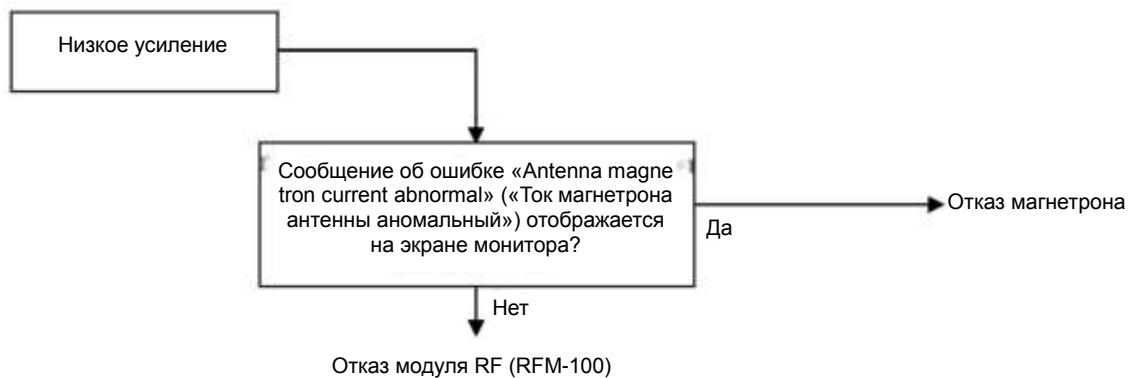 Низкое усиление
Сообщение об ошибке «Antenna magne
tron current abnormal» («Ток магнетрона
антенны аномальный») отображается
на экране монитора?
Да
Отказ магнетрона
Нет
Отказ модуля RF (RFM-100)